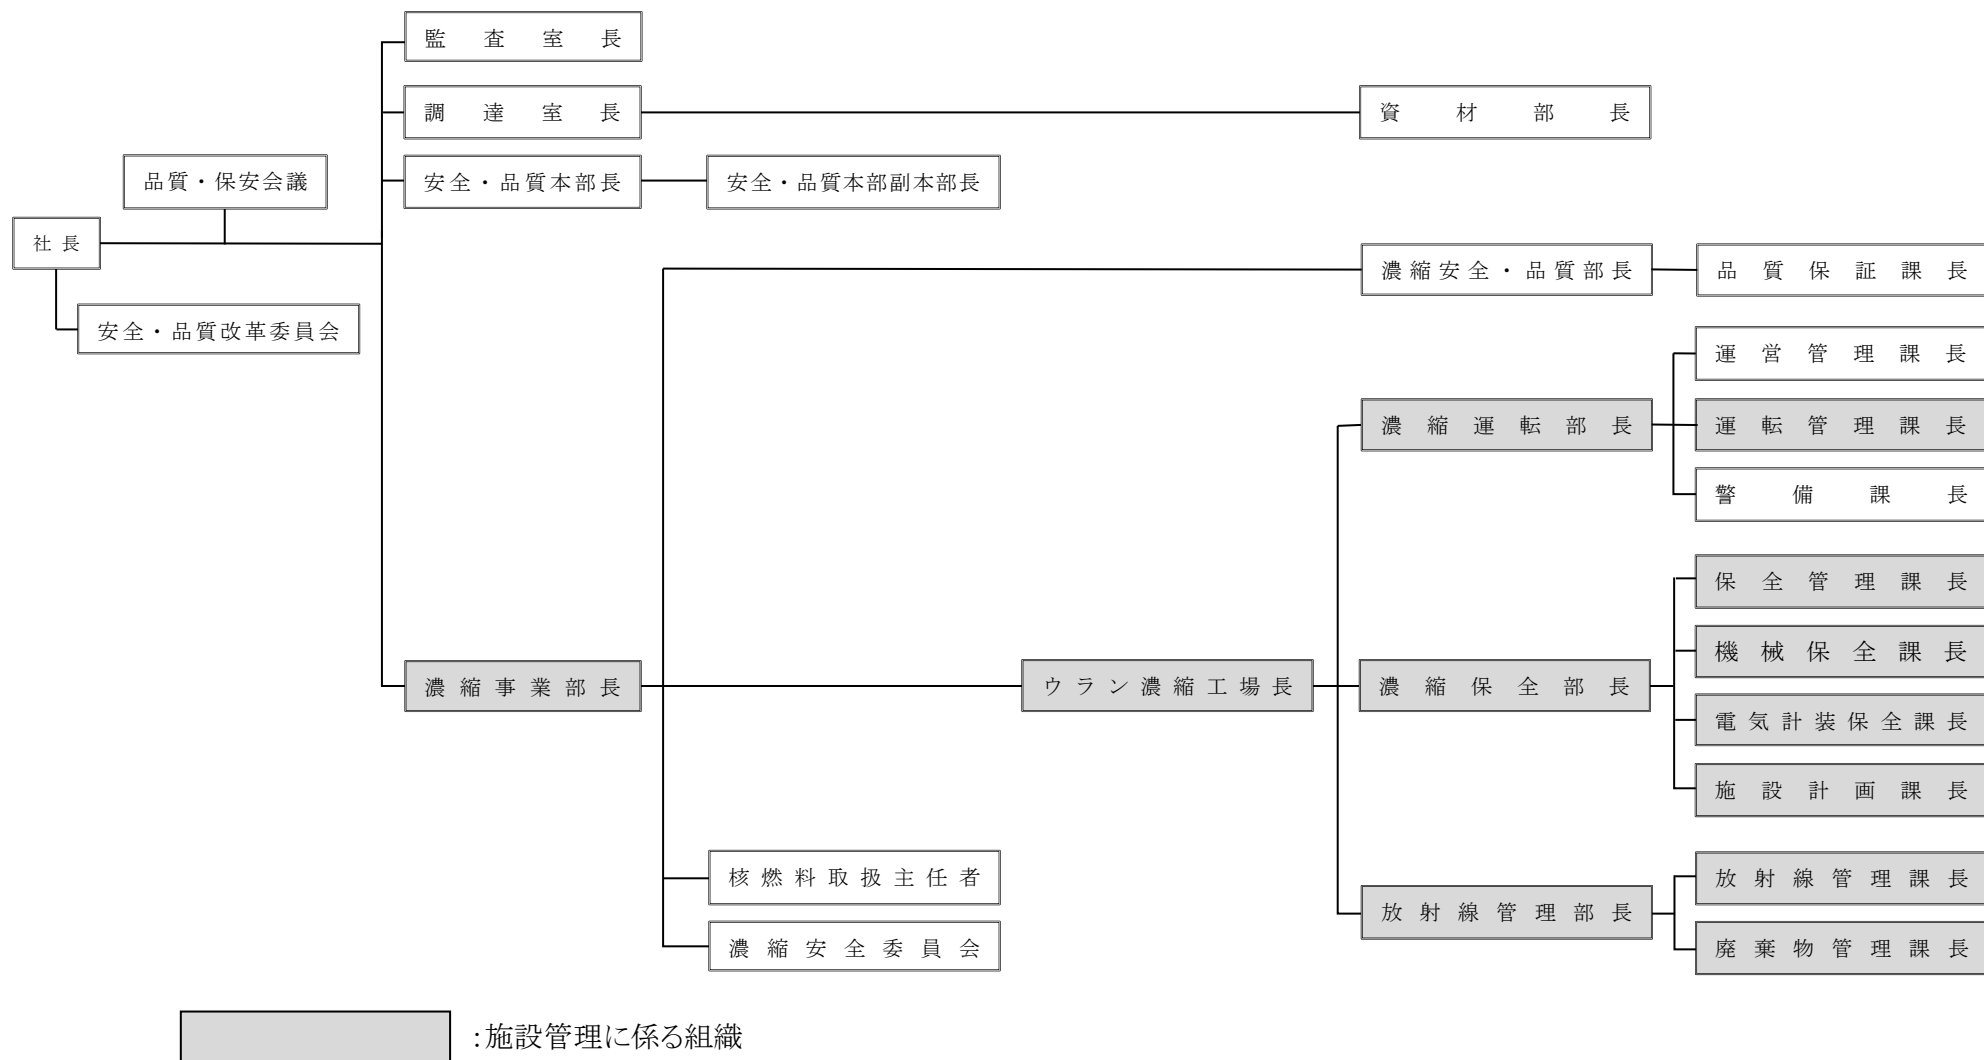 監査室長
調達室長
資材部長
品質・保安会議
安全・品質本部長
安全・品質本部副本部長
社長
濃縮安全・品質部長
品質保証課長
安全・品質改革委員会
運営管理課長
濃縮運転部長
運転管理課長
警備課長
保全管理課長
機械保全課長
濃縮事業部長
ウラン濃縮工場長
濃縮保全部長
電気計装保全課長
施設計画課長
核燃料取扱主任者
放射線管理課長
放射線管理部長
濃縮安全委員会
廃棄物管理課長
:施設管理に係る組織